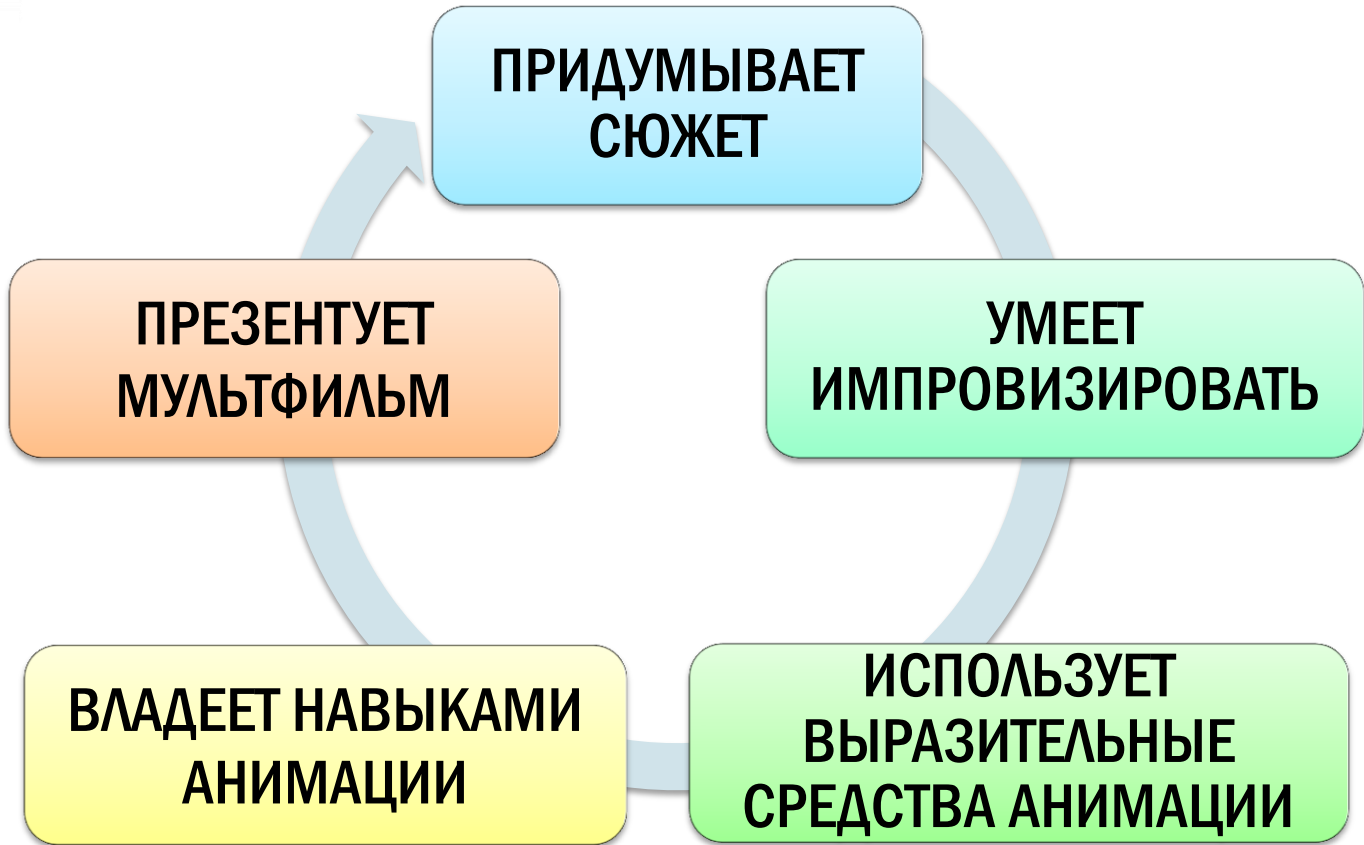 ПРИДУМЫВАЕТ
СЮЖЕТ
УМЕЕТ
ИМПРОВИЗИРОВАТЬ
ИСПОЛЬЗУЕТ
ВЫРАЗИТЕЛЬНЫЕ
СРЕДСТВА АНИМАЦИИ
ВЛАДЕЕТ НАВЫКАМИ
АНИМАЦИИ
ПРЕЗЕНТУЕТ
МУЛЬТФИЛЬМ